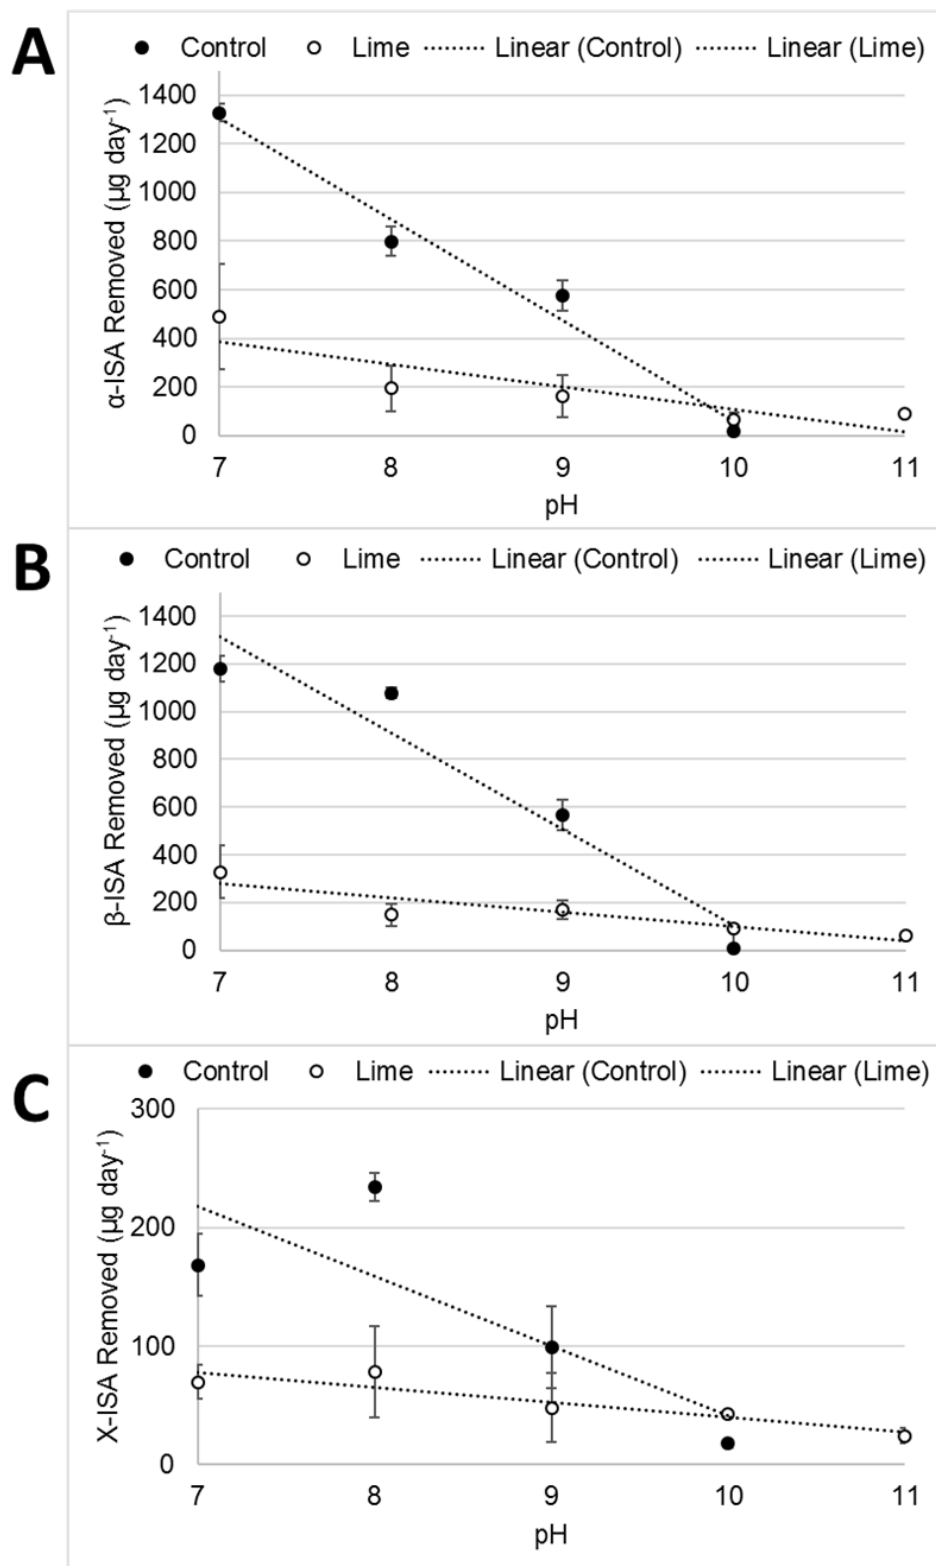 A
Control Lime Linear (Control) Linear (Lime)
α-ISA Removed (µg day-1)
1400
1200
1000
800
600
400
200
0
7 8 9 10 11
pH
B
Control Lime Linear (Control) Linear (Lime)
β-ISA Removed (µg day-1)
1400
1200
1000
800
600
400
200
0
7 8 9 10 11
pH
C
Control Lime Linear (Control) Linear (Lime)
X-ISA Removed (µg day-1)
300
200
100
0
7 8 9 10 11
pH